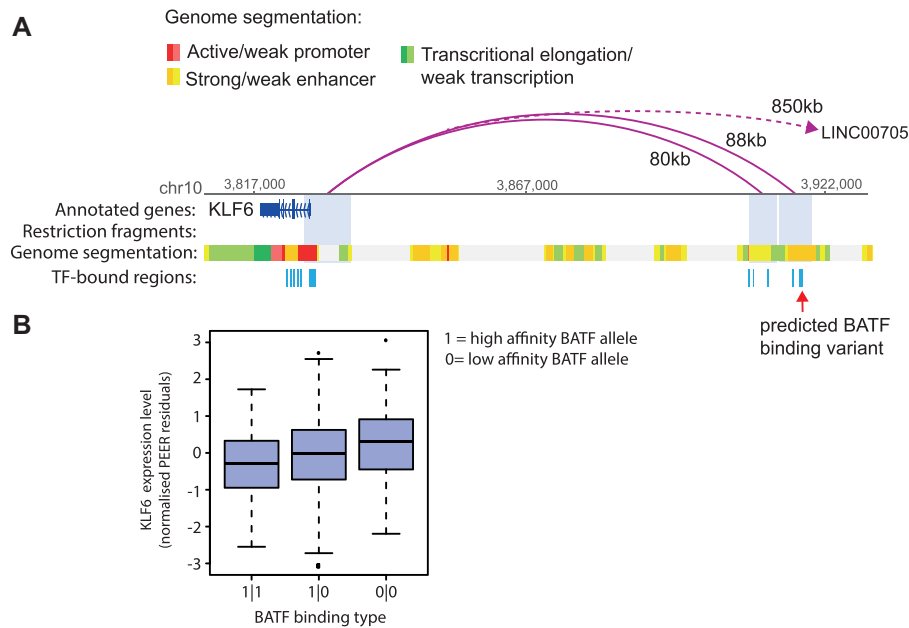 A
Genome segmentation:
Active/weak promoter
Strong/weak enhancer
Transcritional elongation/
weak transcription
850kb
LINC00705
88kb
80kb
chr10
3,817,000
3,867,000
3,922,000
Annotated genes:
KLF6
Restriction fragments:
Genome segmentation:
TF-bound regions:
predicted BATF
binding variant
B
1 = high affinity BATF allele
0= low affinity BATF allele
KLF6 expression level
(normalised PEER residuals)
3
2
1
0
-1
-2
-3
1|1
1|0
0|0
BATF binding type